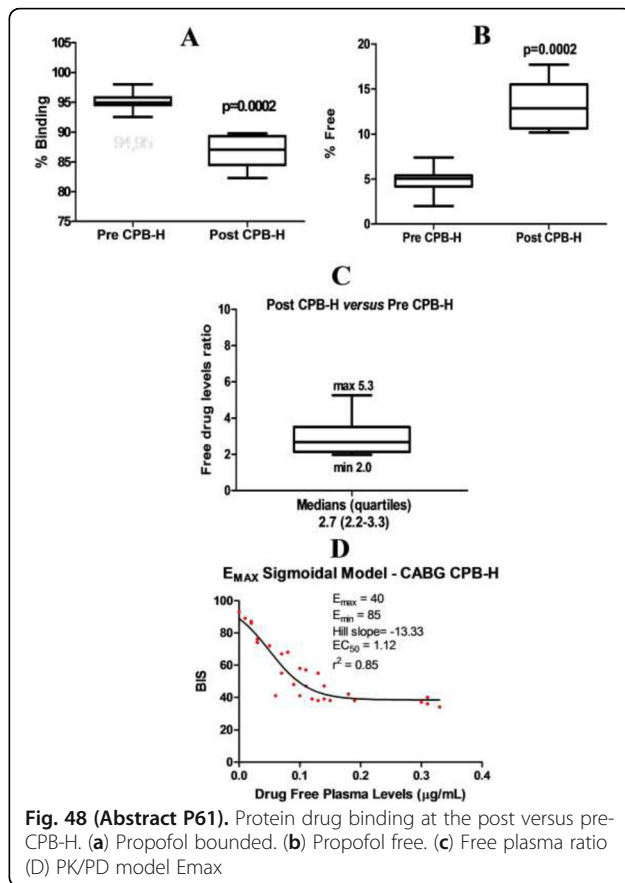 A
B
% Binding
100
95
90
85
80
75
p=0.0002
Pre CPB-H
Post CPB-H
% Free
20
15
10
5
0
p=0.0002
Pre CPB-H
Post CPB-H
C
Post CPB-H versus Pre CPB-H
Free drug levels ratio
10
8
6
4
2
0
max 5.3
min 2.0
Medians (quartiles)
2.7 (2.2-3.3)
D
EMAX Sigmoidal Model - CABG CPB-H
Emax = 40
Emin = 85
Hill slope= -13.33
EC50 = 1.12
r2 = 0.85
BIS
100
80
60
40
20
0
0.0
0.1
0.2
0.3
0.4
Drug Free Plasma Levels (µg/mL)
Fig. 48 (Abstract P61). Protein drug binding at the post versus pre-
CPB-H. (a) Propofol bounded. (b) Propofol free. (c) Free plasma ratio
(D) PK/PD model Emax